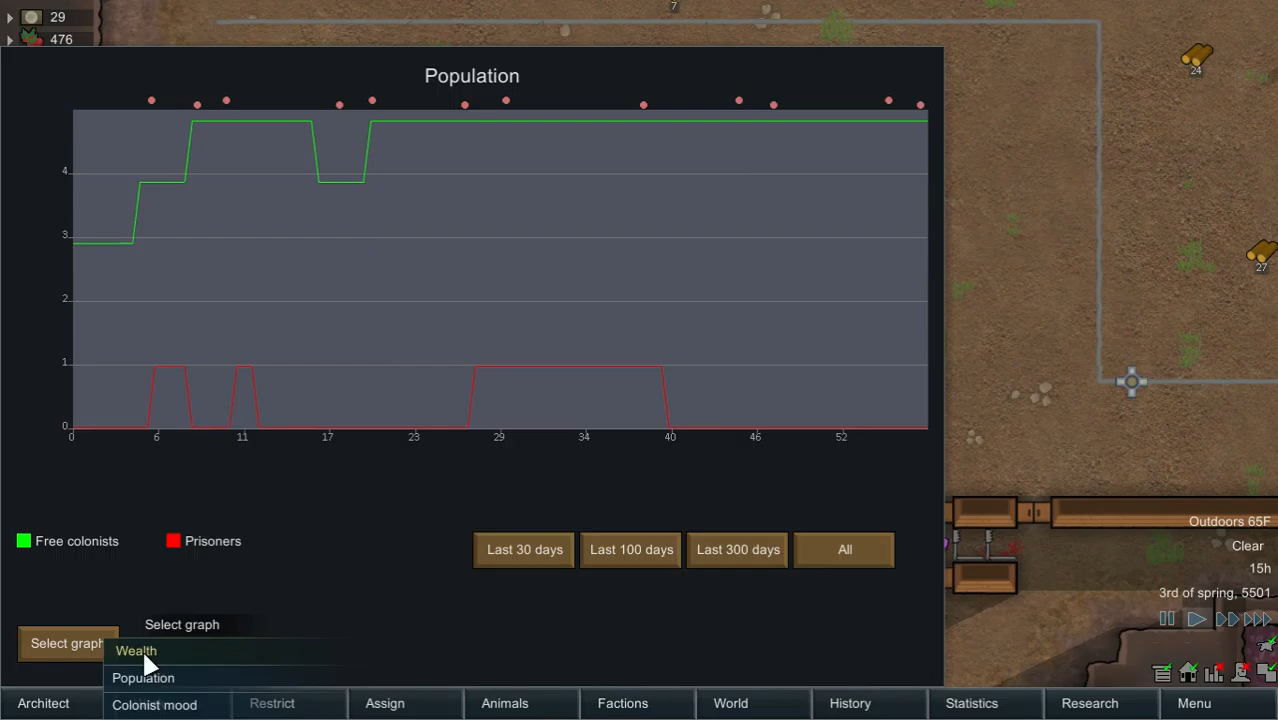 29
476
7
Population
24
4
3
27
2
1
0
0 6 11 17 23 29 34 40 46 52
Outdoors 65F
Free colonists Prisoners
Last 30 days Last 100 days Last 300 days All
Clear
15h
3rd of spring, 5501
Select graph
Select graph
Wealth
Population
Colonist mood
Architect Restrict Assign Animals Factions World History Statistics Research Menu